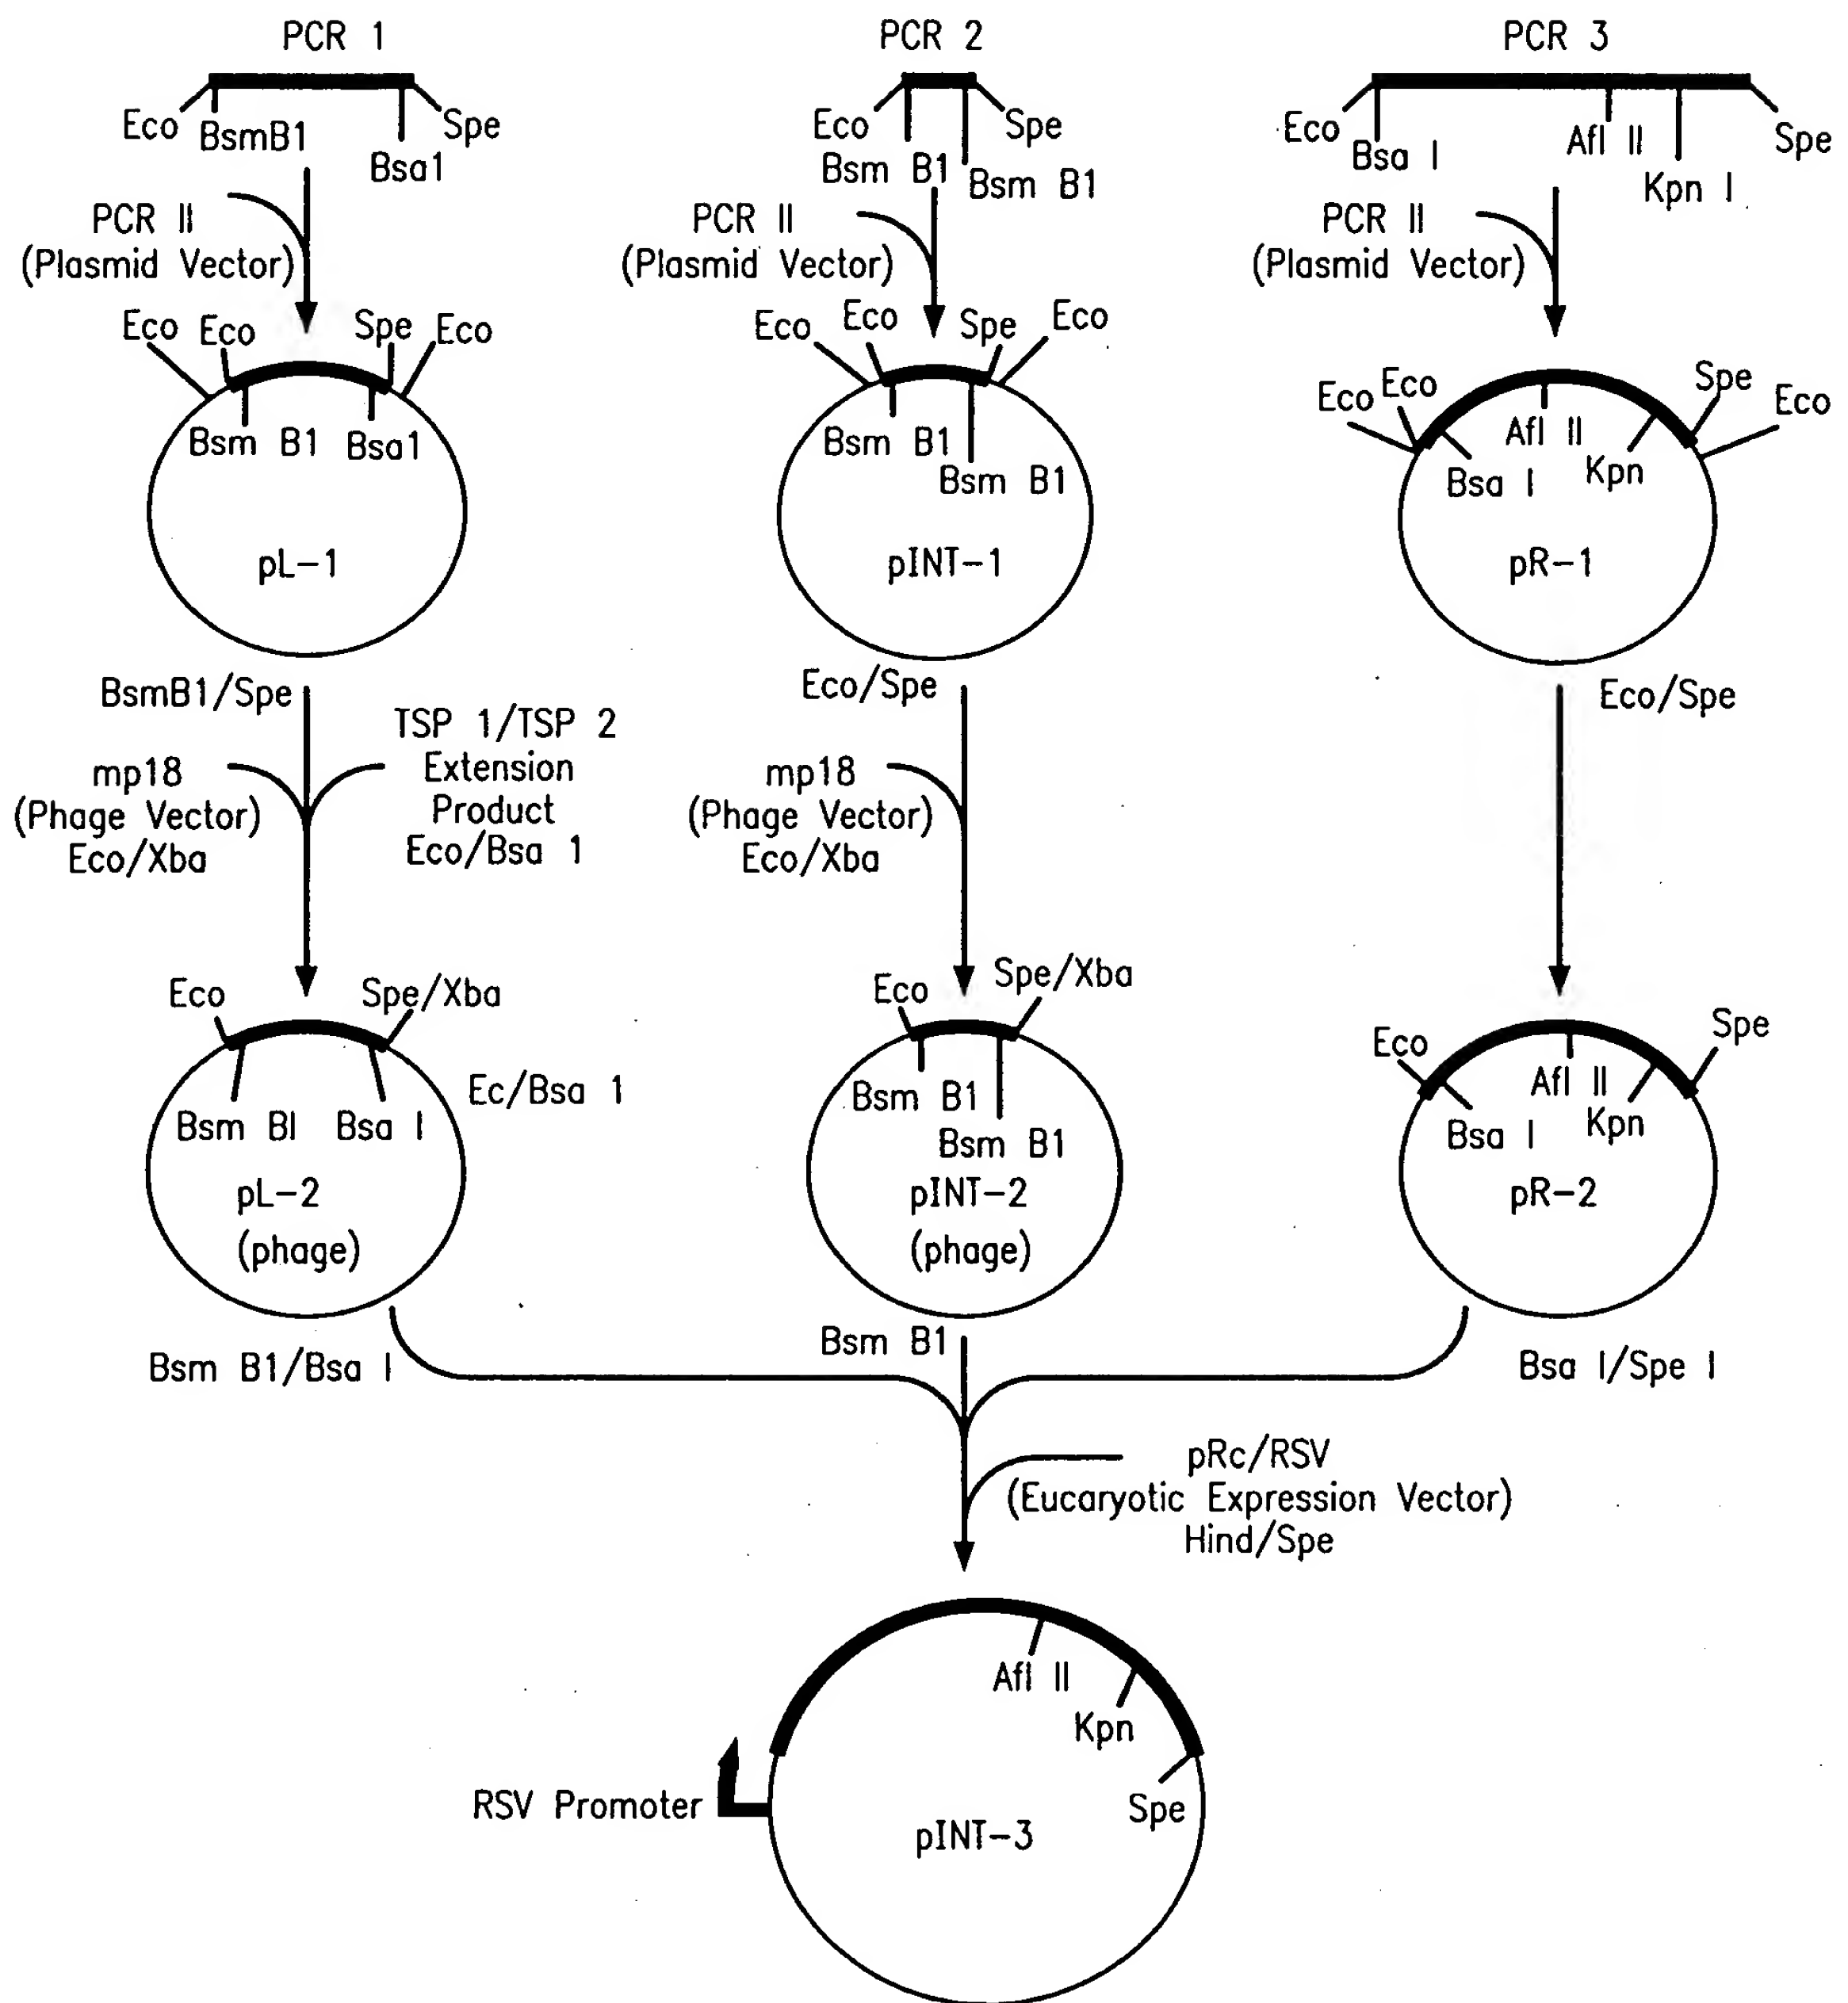 PCR 1
PCR 2
PCR 3
Eco
BsmB1
Bsa1
Spe
Eco
Bsm B1
Bsm B1
Spe
Eco
Bsa I
Afl II
Kpn I
Spe
PCR II
(Plasmid Vector)
PCR II
(Plasmid Vector)
PCR II
(Plasmid Vector)
Eco
Eco
Spe
Eco
Bsm B1
Bsa1
pL-1
Eco
Eco
Spe
Eco
Bsm B1
Bsm B1
pINT-1
Eco
Eco
Spe
Eco
Afl II
Bsa I
Kpn
pR-1
BsmB1/Spe
mp18
(Phage Vector)
Eco/Xba
TSP 1/TSP 2
Extension
Product
Eco/Bsa 1
Eco/Spe
mp18
(Phage Vector)
Eco/Xba
Eco/Spe
Eco
Spe/Xba
Bsm BI
Bsa I
Ec/Bsa 1
pL-2
(phage)
Eco
Spe/Xba
Bsm B1
Bsm B1
pINT-2
(phage)
Eco
Spe
Afl II
Bsa I
Kpn
pR-2
Bsm B1/Bsa I
Bsm B1
Bsa I/Spe I
pRc/RSV
(Eucaryotic Expression Vector)
Hind/Spe
Afl II
Kpn
Spe
RSV Promoter
pINT-3